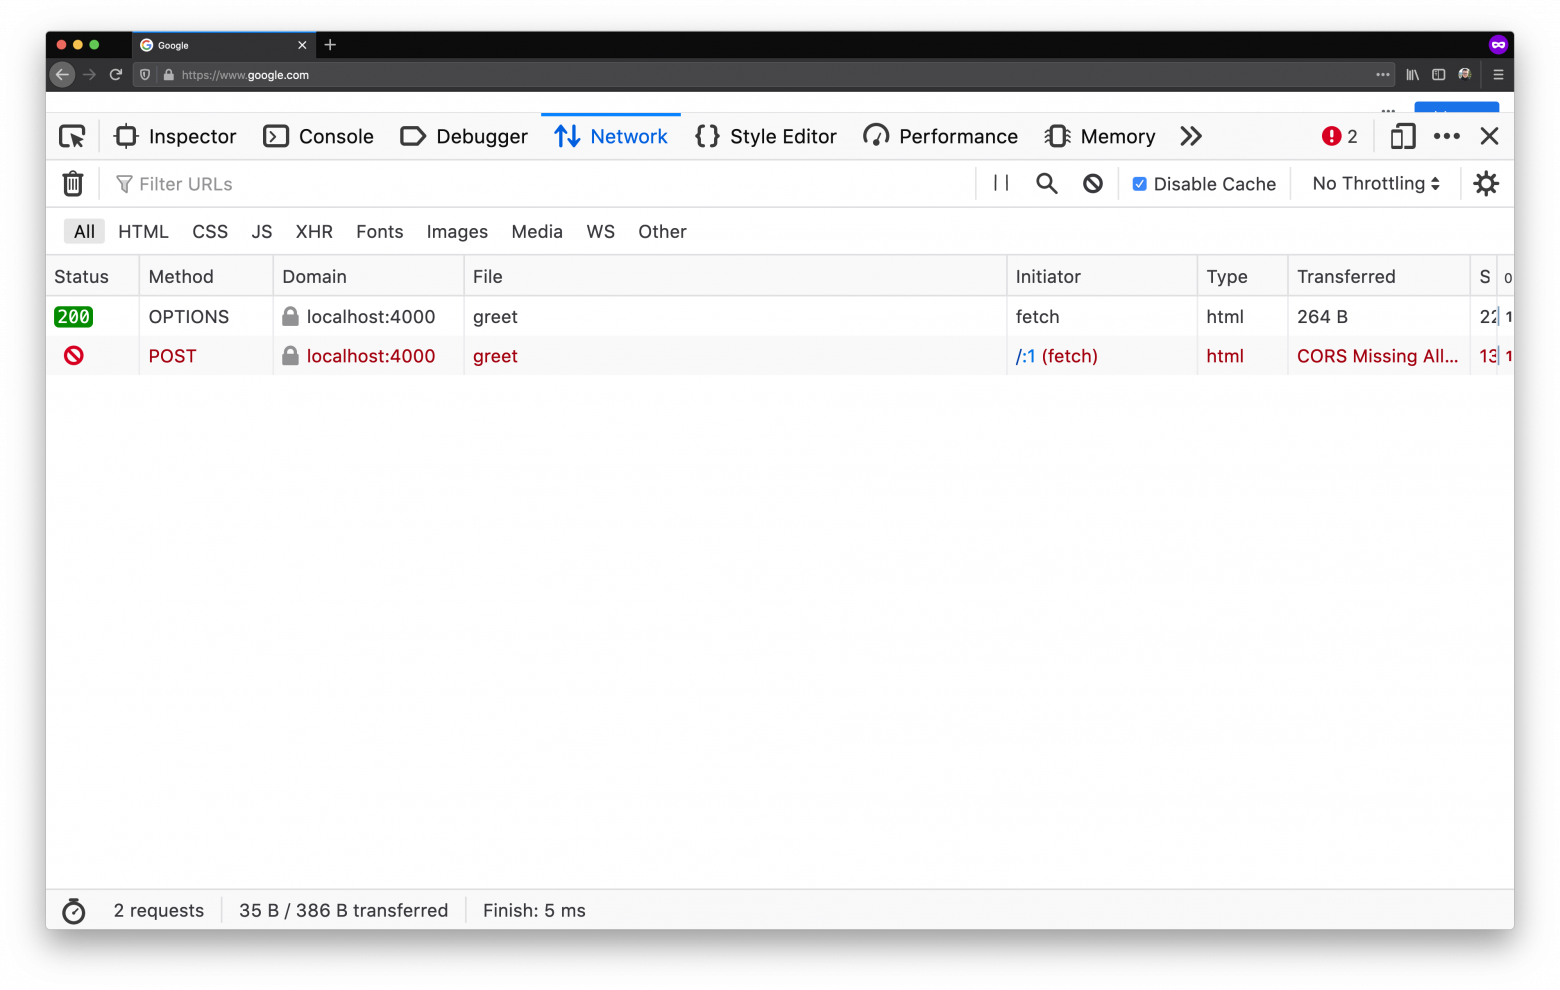 Google
https://www.google.com
Inspector Console Debugger Network Style Editor Performance Memory 2
Filter URLs Disable Cache No Throttling
All HTML CSS JS XHR Fonts Images Media WS Other
Status Method Domain File Initiator Type Transferred S 0
200 OPTIONS localhost:4000 greet fetch html 264 B 22 1
POST localhost:4000 greet /:1 (fetch) html CORS Missing All... 13 1
2 requests 35 B / 386 B transferred Finish: 5 ms